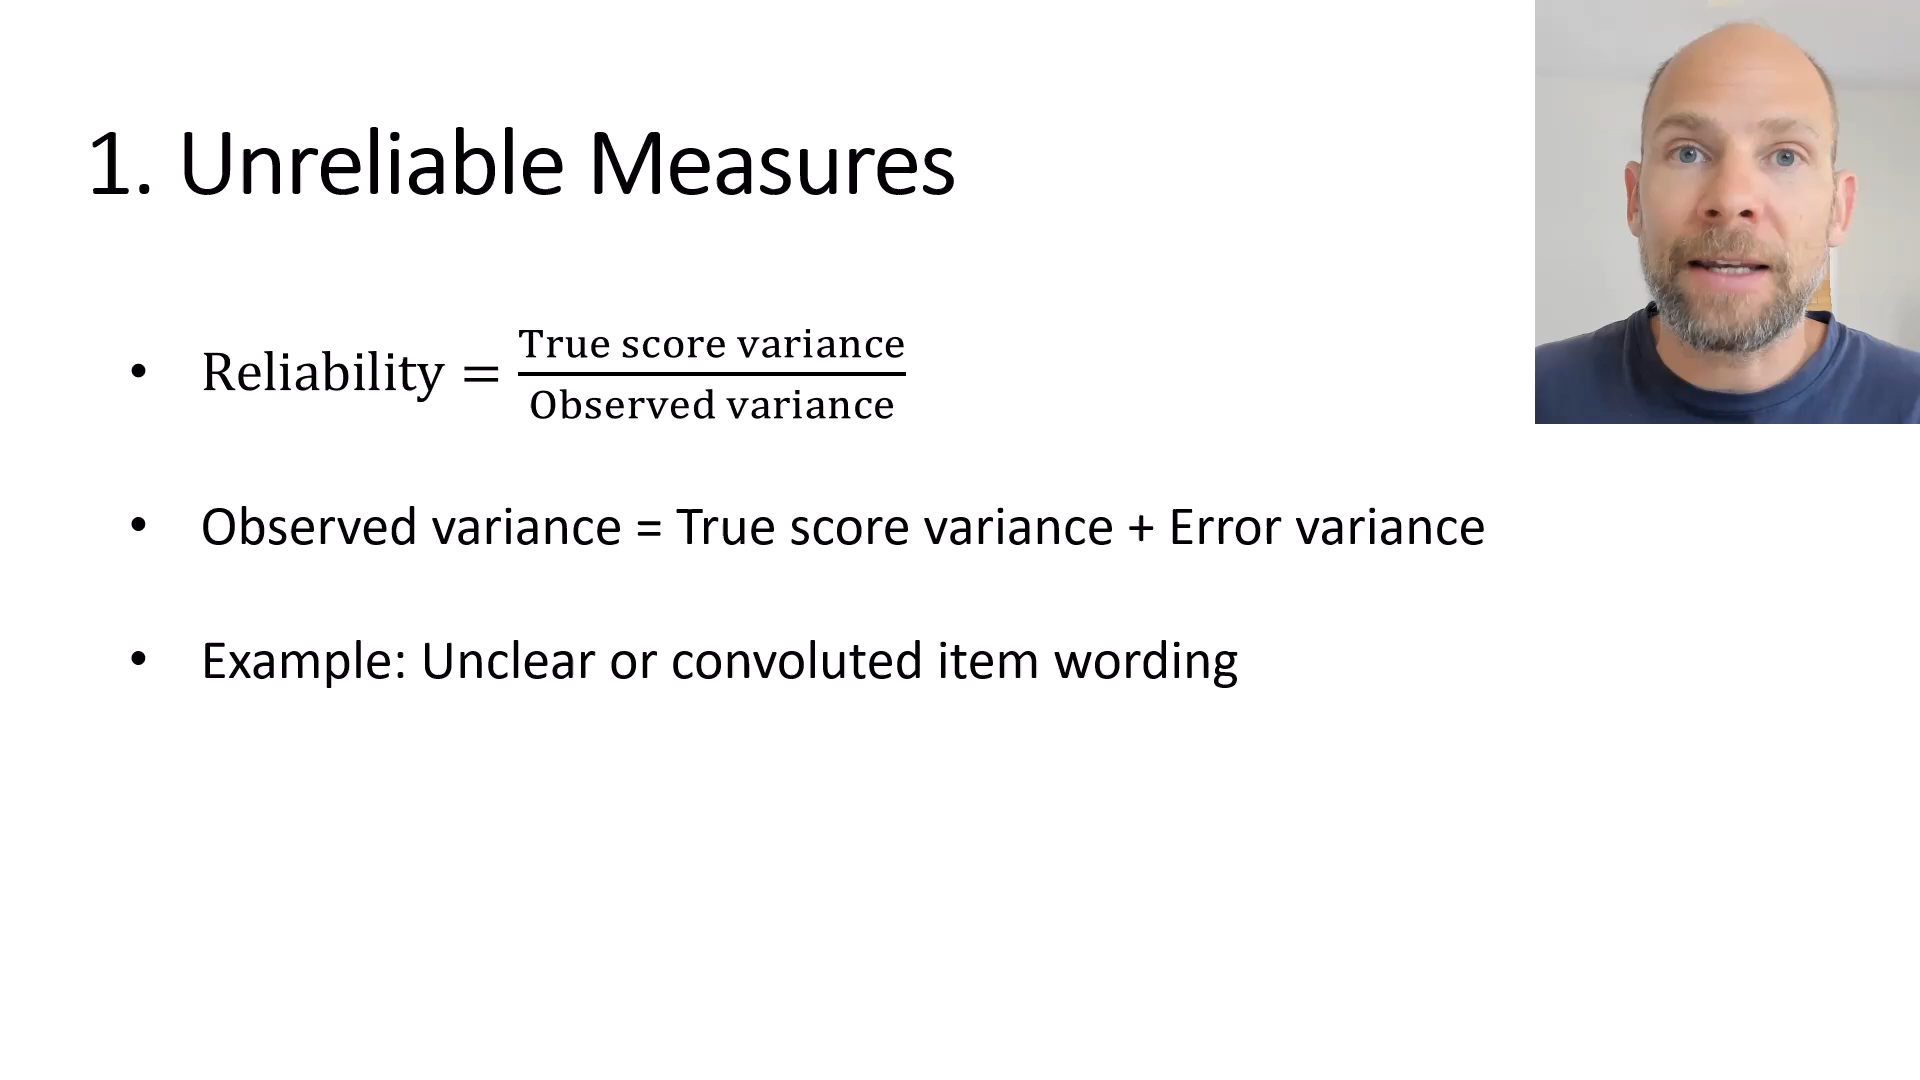 1. Unreliable Measures
• Reliability = True score variance / Observed variance
• Observed variance = True score variance + Error variance
• Example: Unclear or convoluted item wording